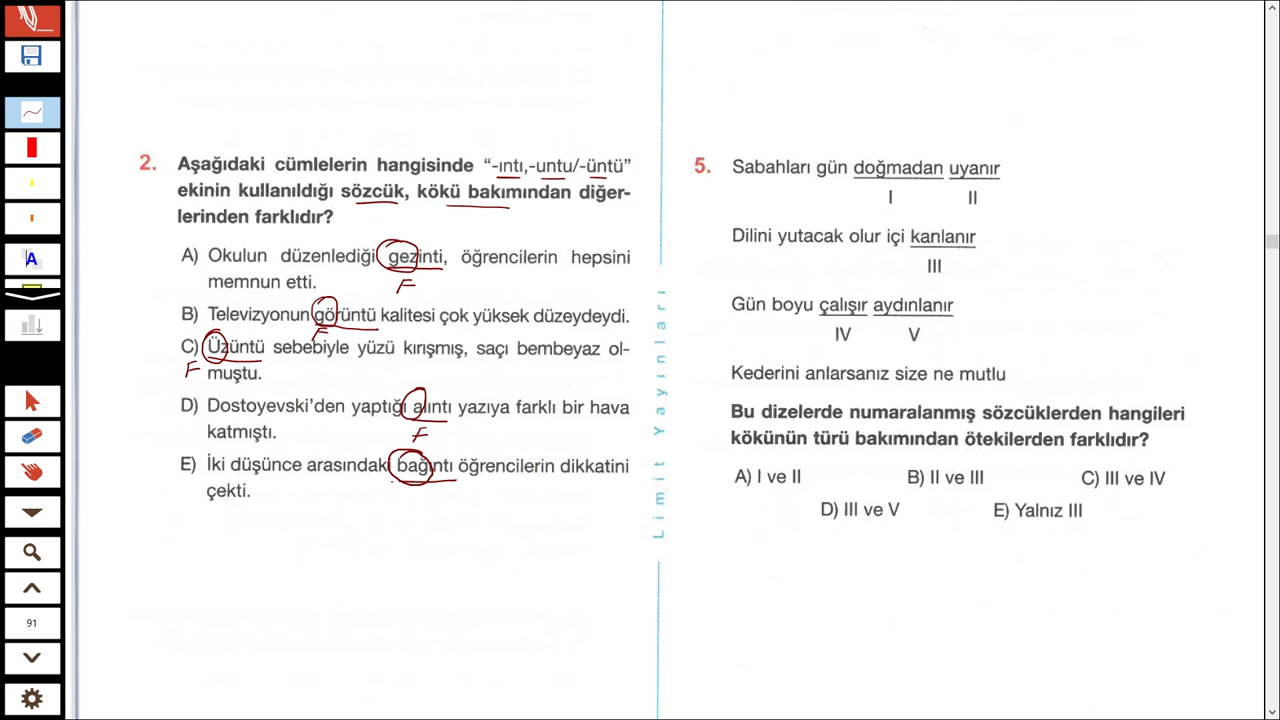 2. Aşağıdaki cümlelerin hangisinde “-ıntı,-untu/-üntü”
ekinin kullanıldığı sözcük, kökü bakımından diğer-
lerinden farklıdır?
A) Okulun düzenlediği gezinti, öğrencilerin hepsini
F
memnun etti.
B) Televizyonun görüntü kalitesi çok yüksek düzeydeydi.
F
C) Üzüntü sebebiyle yüzü kırışmış, saçı bembeyaz ol-
F
muştu.
D) Dostoyevski’den yaptığı alıntı yazıya farklı bir hava
F
katmıştı.
E) İki düşünce arasındaki bağıntı öğrencilerin dikkatini
çekti.
Limit Yayınları
5. Sabahları gün doğmadan uyanır
I II
Dilini yutacak olur içi kanlanır
III
Gün boyu çalışır aydınlanır
IV V
Kederini anlarsanız size ne mutlu
Bu dizelerde numaralanmış sözcüklerden hangileri
kökünün türü bakımından ötekilerden farklıdır?
A) I ve II B) II ve III C) III ve IV
D) III ve V E) Yalnız III
A
91